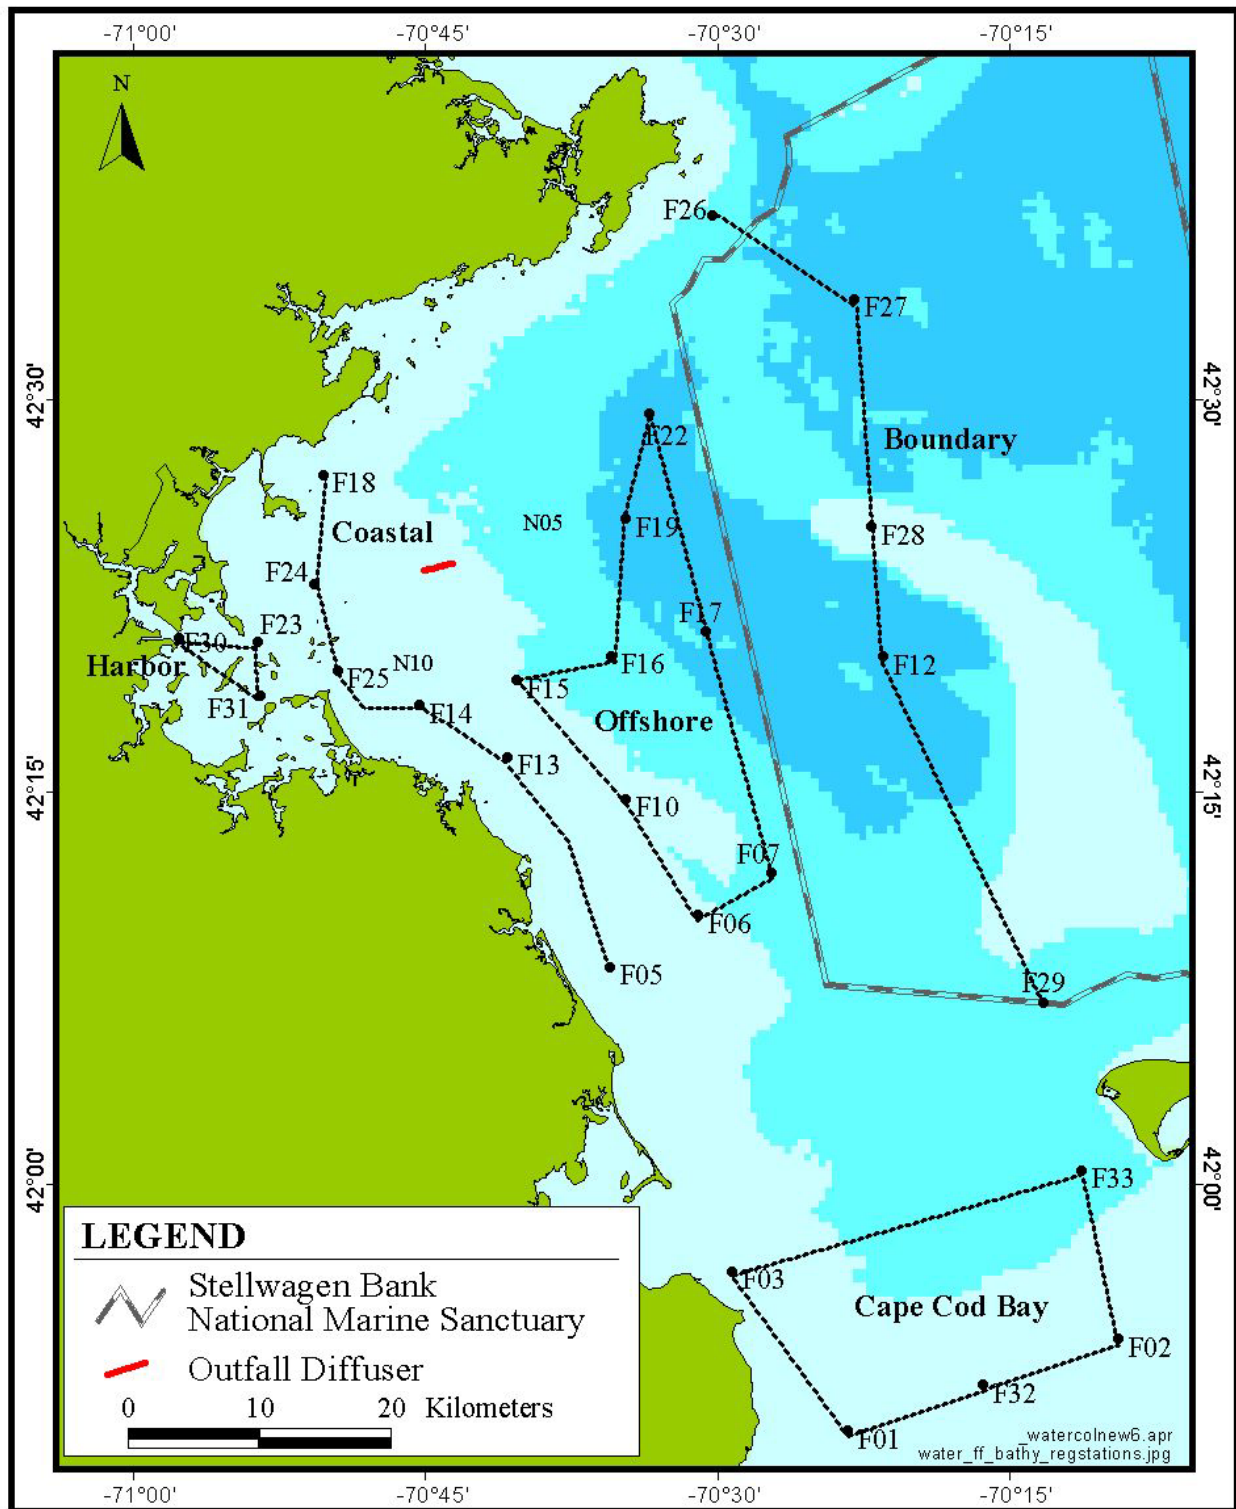 -71°00'
-70°45'
-70°30'
-70°15'
N
F26
F27
42°30'
42°30'
F22
Boundary
F18
Coastal
N05
F19
F28
F24
F23
F17
F30
Harbor
N10
F25
F16
F12
F31
F15
F14
Offshore
F13
42°15'
42°15'
F10
F07
F06
F05
F29
F33
42°00'
42°00'
LEGEND
Stellwagen Bank
National Marine Sanctuary
Outfall Diffuser
0 10 20 Kilometers
F03
Cape Cod Bay
F02
F32
F01
_watercolnew6.apr
water_ff_bathy_regstations.jpg
-71°00'
-70°45'
-70°30'
-70°15'